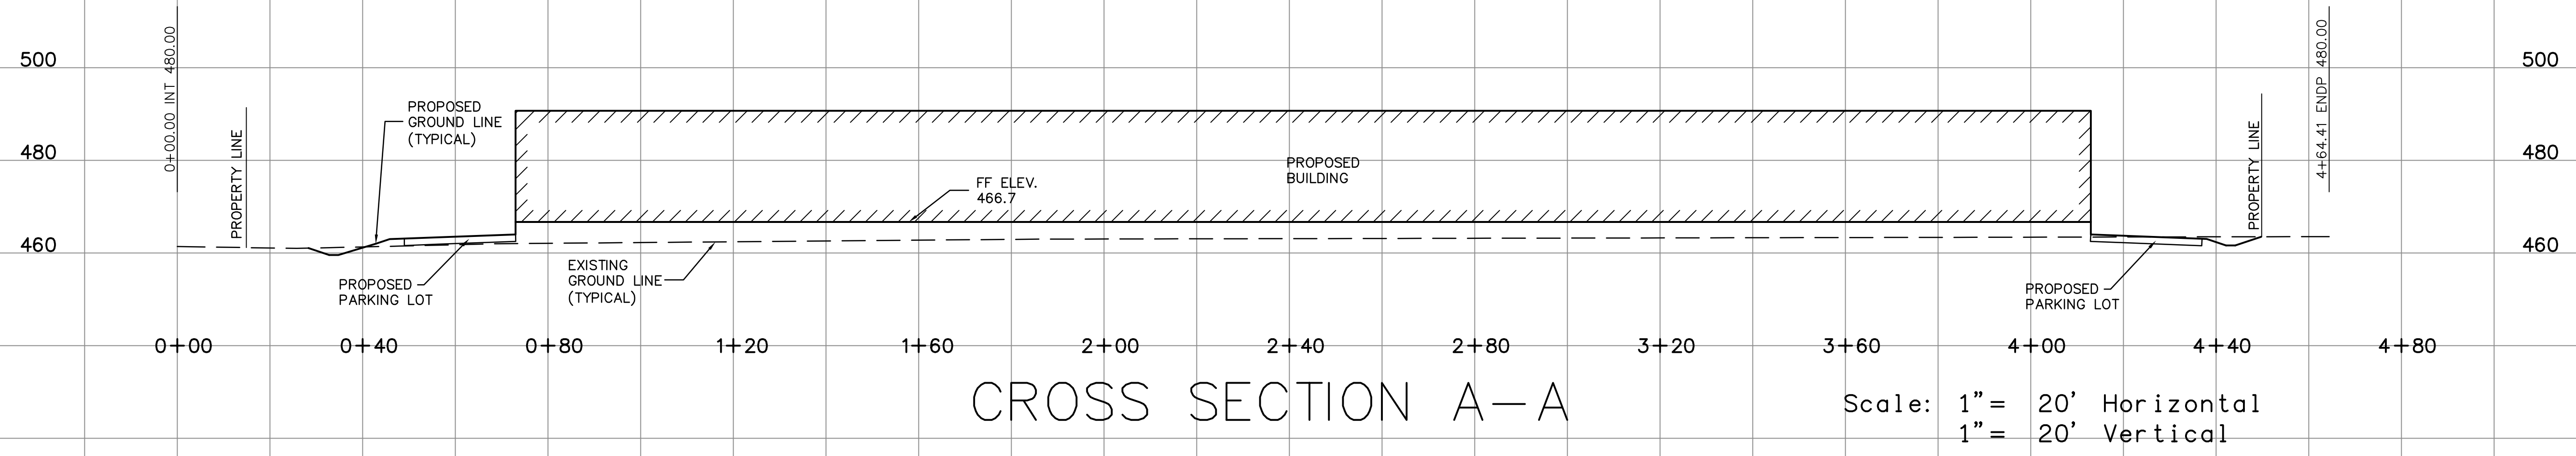 500
480
460
0+00.00 INT 480.00
PROPERTY LINE
PROPOSED
GROUND LINE
(TYPICAL)
PROPOSED
PARKING LOT
EXISTING
GROUND LINE
(TYPICAL)
FF ELEV.
466.7
PROPOSED
BUILDING
PROPOSED
PARKING LOT
PROPERTY LINE
4+64.41 ENDP 480.00
500
480
460
0+00
0+40
0+80
1+20
1+60
2+00
2+40
2+80
3+20
3+60
4+00
4+40
4+80
CROSS SECTION A-A
Scale: 1"= 20' Horizontal
1"= 20' Vertical